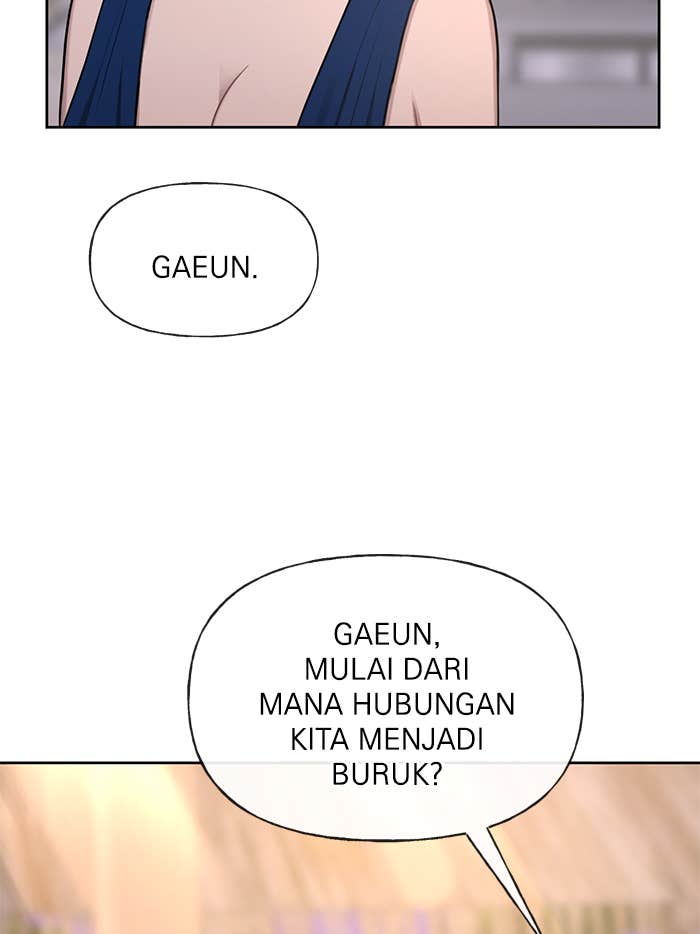 GAEUN.
GAEUN,
MULAI DARI
MANA HUBUNGAN
KITA MENJADI
BURUK?